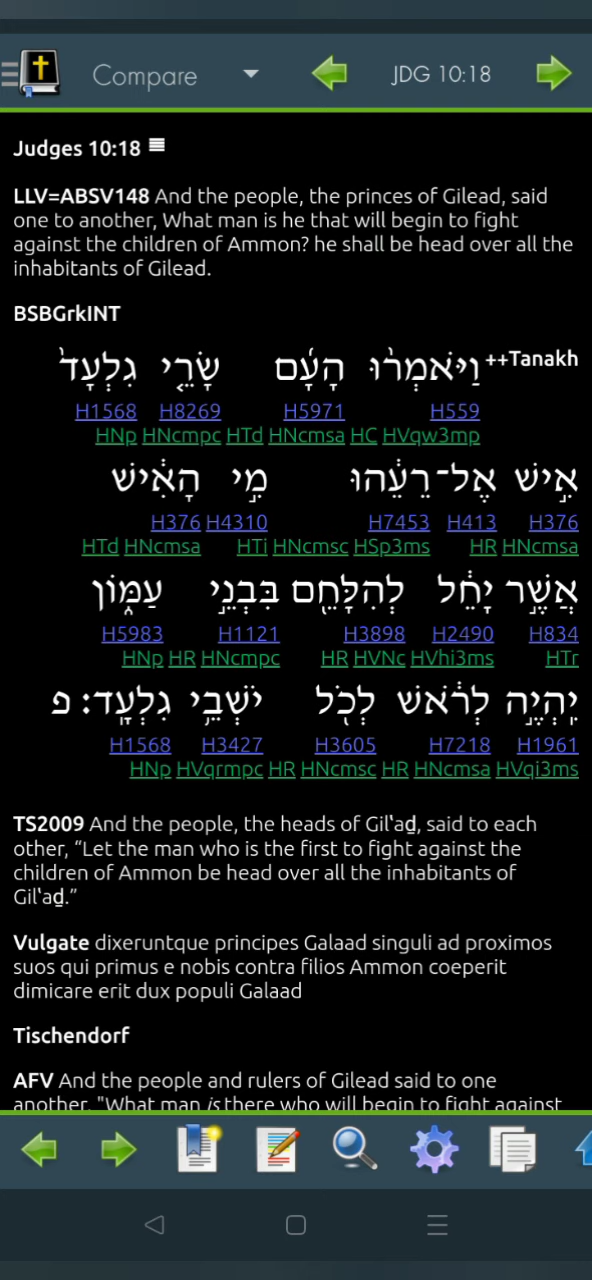 Compare
JDG 10:18
Judges 10:18
LLV=ABSV148 And the people, the princes of Gilead, said
one to another, What man is he that will begin to fight
against the children of Ammon? he shall be head over all the
inhabitants of Gilead.
BSBGrkINT
++Tanakh וַיֹּאמְר֨וּ הָעָ֜ם שָׂרֵ֤י גִלְעָד֙
H1568 H8269 H5971 H559
HNp HNcmpc HTd HNcmsa HC HVqw3mp
אִ֣ישׁ אֶל־רֵעֵ֔הוּ מִ֣י הָאִ֔ישׁ
H376 H4310 H7453 H413 H376
HTd HNcmsa HTi HNcmsc HSp3ms HR HNcmsa
אֲשֶׁ֣ר יָחֵ֔ל לְהִלָּחֵ֖ם בִּבְנֵ֣י עַמּ֑וֹן
H5983 H1121 H3898 H2490 H834
HNp HR HNcmpc HR HVNc HVhi3ms HTr
יִֽהְיֶ֣ה לְרֹ֔אשׁ לְכֹ֖ל יֹשְׁבֵ֥י גִלְעָֽד׃ פ
H1568 H3427 H3605 H7218 H1961
HNp HVqrmpc HR HNcmsc HR HNcmsa HVqi3ms
TS2009 And the people, the heads of Gilʽaḏ, said to each
other, “Let the man who is the first to fight against the
children of Ammon be head over all the inhabitants of
Gilʽaḏ.”
Vulgate dixeruntque principes Galaad singuli ad proximos
suos qui primus e nobis contra filios Ammon coeperit
dimicare erit dux populi Galaad
Tischendorf
AFV And the people and rulers of Gilead said to one
another, "What man is there who will begin to fight against